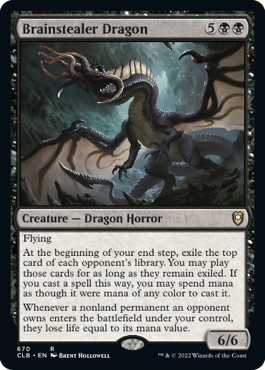 Brainstealer Dragon 5
Creature — Dragon Horror
Flying
At the beginning of your end step, exile the top
card of each opponent's library. You may play
those cards for as long as they remain exiled. If
you cast a spell this way, you may spend mana
as though it were mana of any color to cast it.
Whenever a nonland permanent an opponent
owns enters the battlefield under your control,
they lose life equal to its mana value.
6/6
670 R
CLB • EN Brent Hollowell
™ & © 2022 Wizards of the Coast